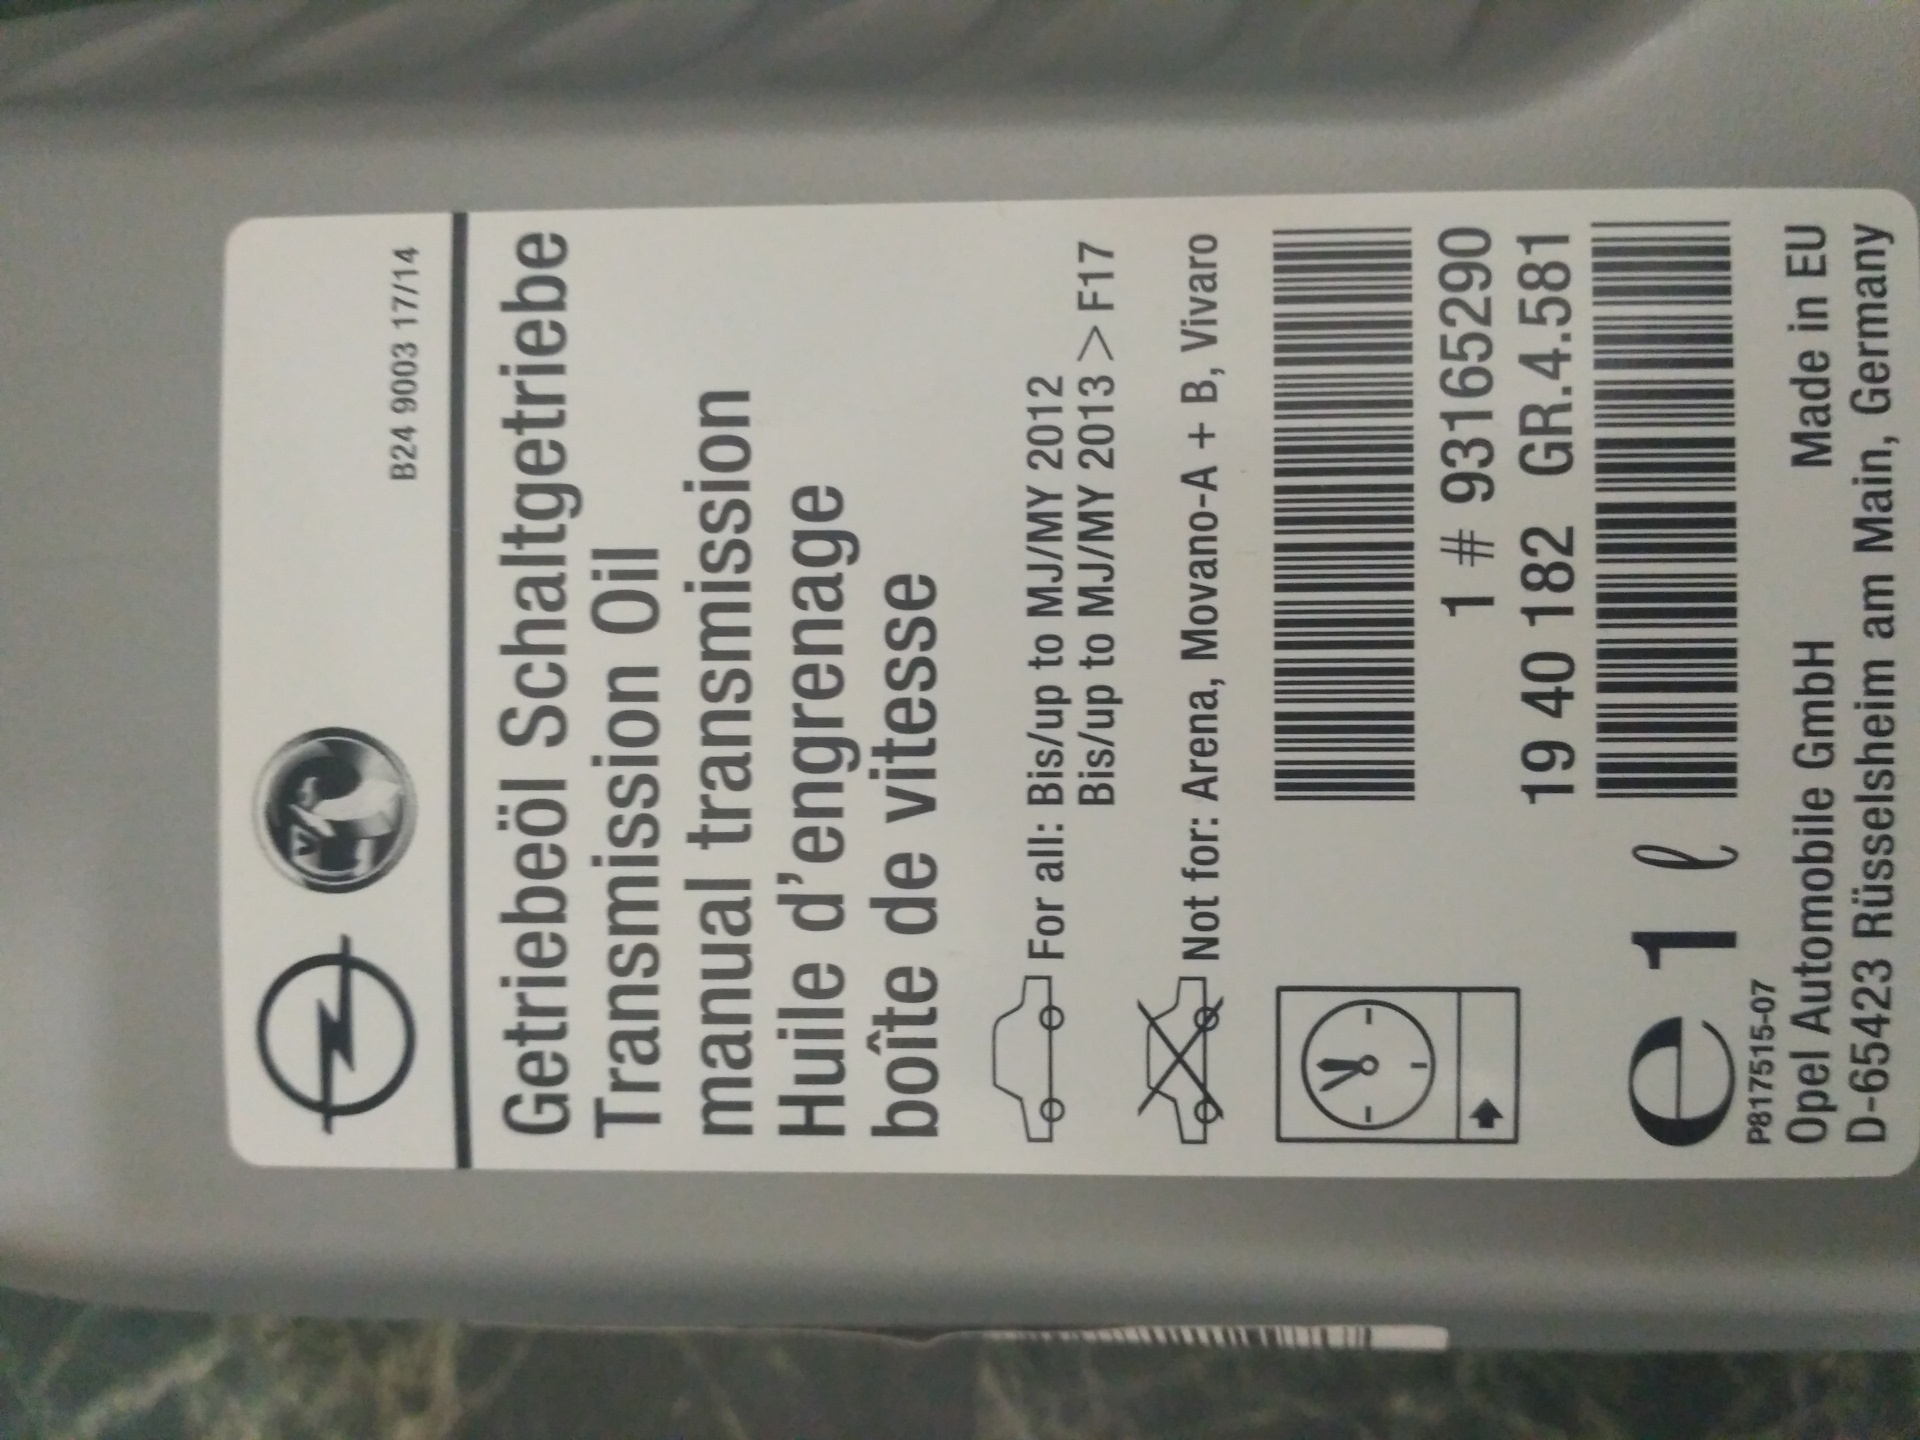 B24 9003 17/14
Getriebeöl Schaltgetriebe
Transmission Oil
manual transmission
Huile d'engrenage
boîte de vitesse
For all: Bis/up to MJ/MY 2012
Bis/up to MJ/MY 2013 > F17
Not for: Arena, Movano-A + B, Vivaro
1 # 93165290
19 40 182 GR.4.581
e 1 ℓ
P817515-07
Opel Automobile GmbH Made in EU
D-65423 Rüsselsheim am Main, Germany